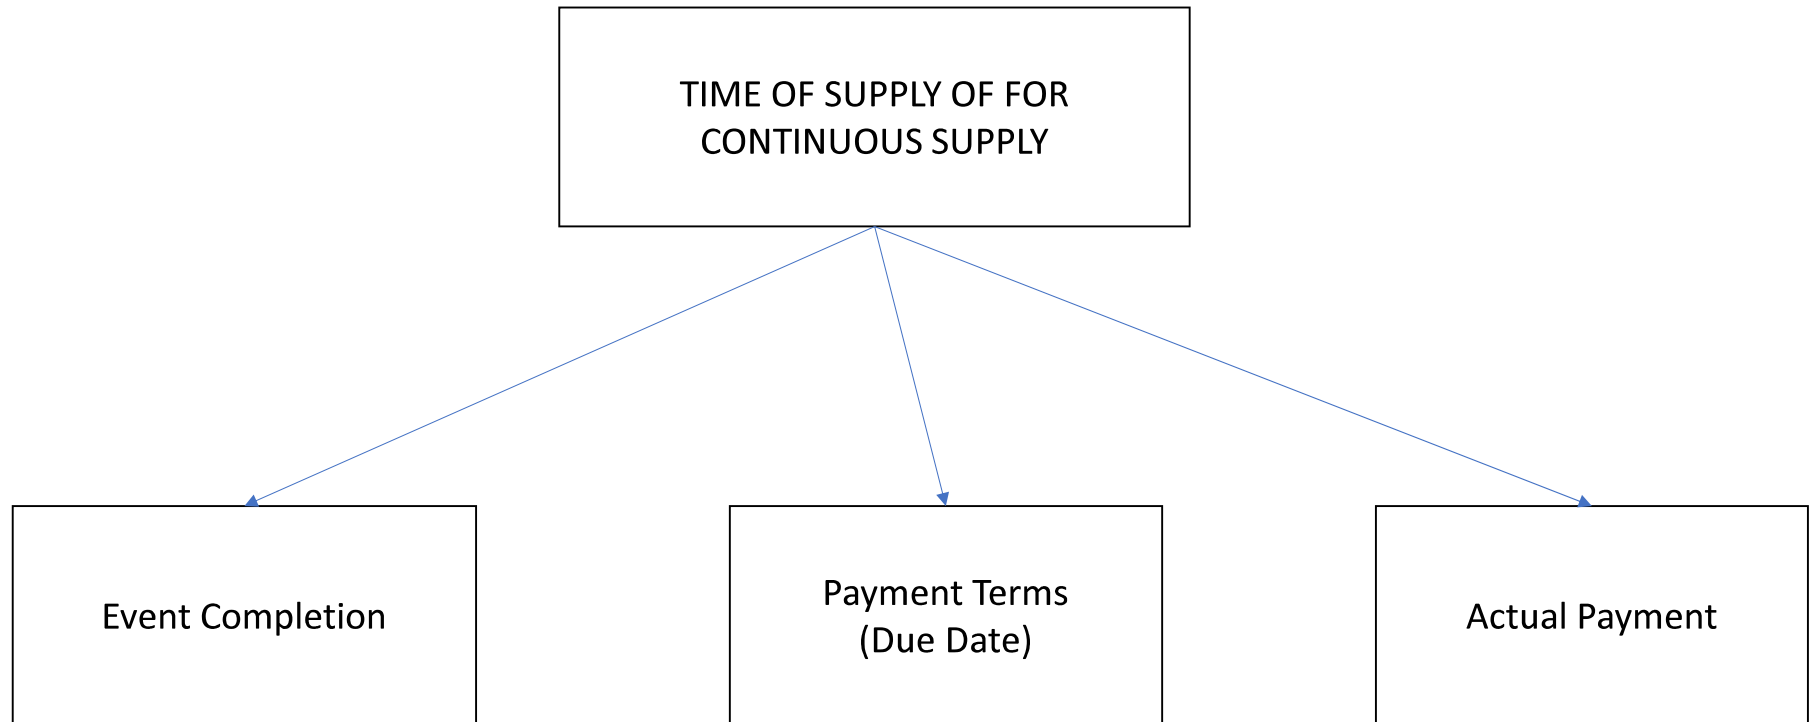 TIME OF SUPPLY OF FOR
CONTINUOUS SUPPLY
Event Completion
Payment Terms
(Due Date)
Actual Payment